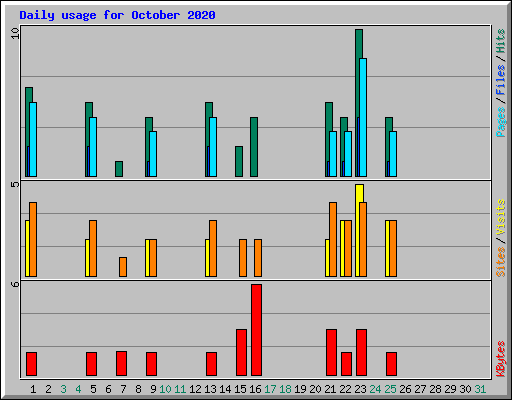 Daily usage for October 2020
10
Pages / Files / Hits
5
Sites / Visits
6
KBytes
1 2 3 4 5 6 7 8 9 10 11 12 13 14 15 16 17 18 19 20 21 22 23 24 25 26 27 28 29 30 31